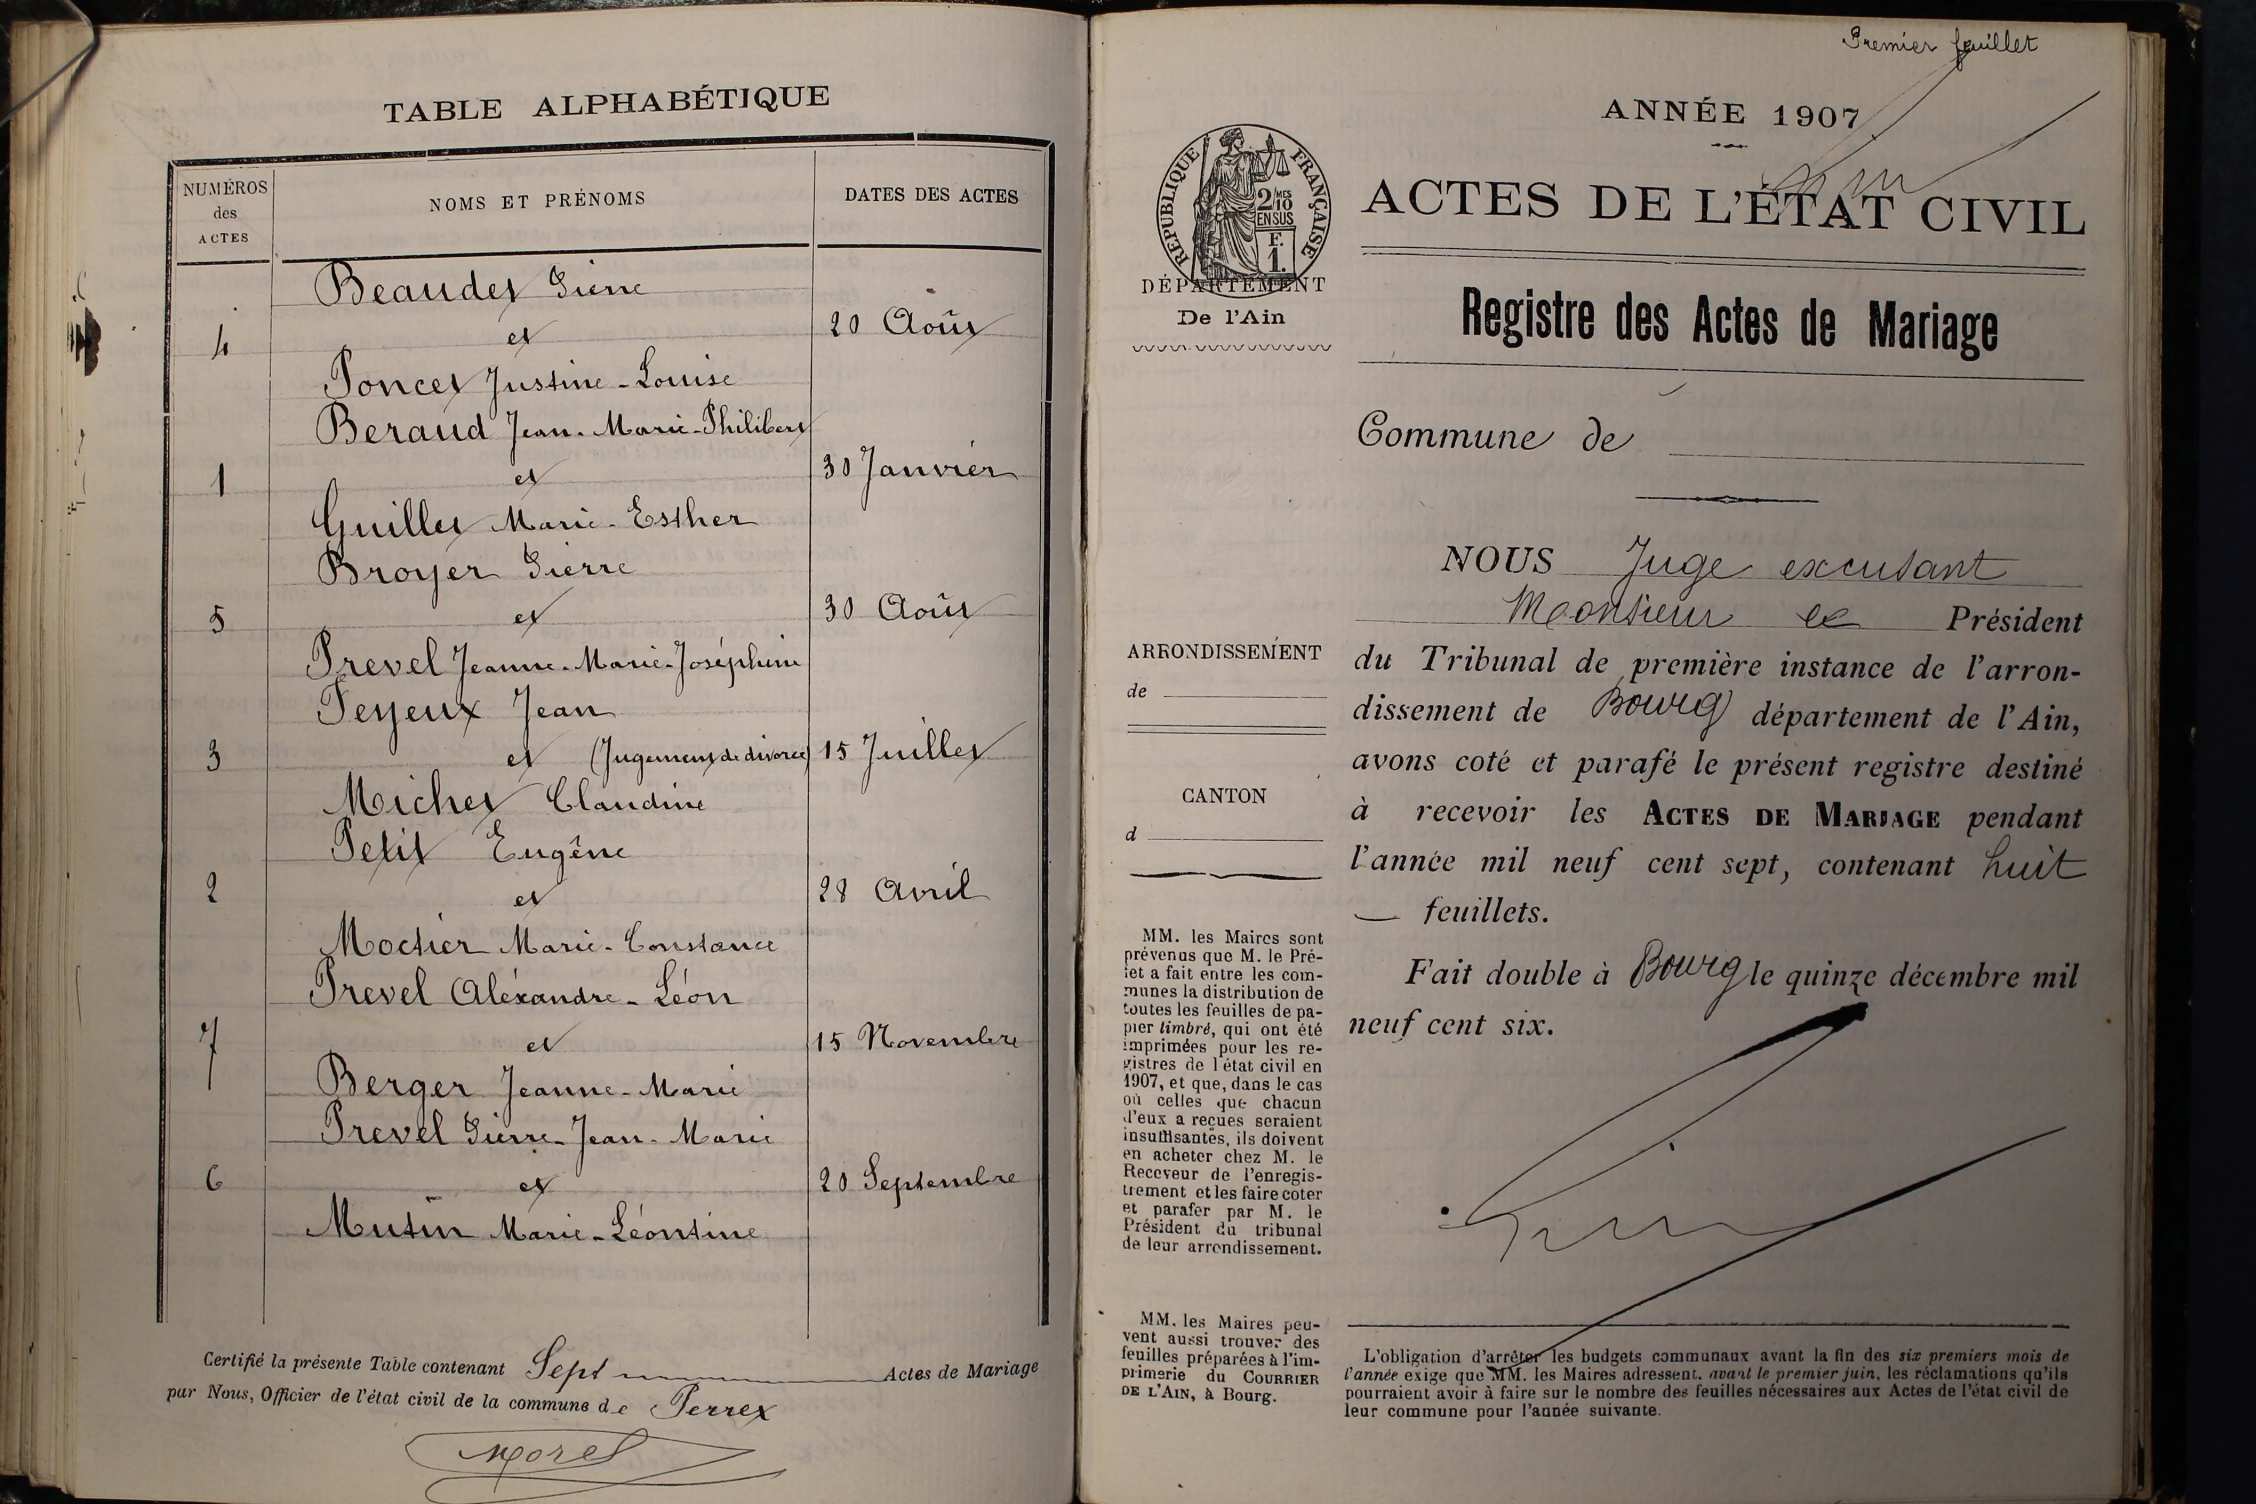 TABLE ALPHABÉTIQUE
NUMÉROS
des
ACTES
NOMS ET PRÉNOMS
DATES DES ACTES
Beaudet Pierre
4 et 20 Août
Poncet Justine-Louise
Beraud Jean-Marie-Philibert
1 et 30 Janvier
Guillet Marie-Esther
Broyer Pierre
5 et 30 Août
Prevel Jeanne-Marie-Joséphine
Teyeux Jean
3 et (Jugement de divorce) 15 Juillet
Michet Claudine
Petit Eugène
2 et 28 Avril
Moctier Marie-Constance
Prevel Aléxandre-Léon
7 et 15 Novembre
Berger Jeanne-Marie
Prevel Pierre-Jean-Marie
6 et 20 Septembre
Mutin Marie-Léontine
Certifié la présente Table contenant Sept Actes de Mariage
par Nous, Officier de l'état civil de la commune de Perrex
Morel
Premier feuillet
ANNÉE 1907
RÉPUBLIQUE FRANÇAISE
2/10 MES
EN SUS
F.
1.
DÉPARTEMENT
De l'Ain
ACTES DE L'ÉTAT CIVIL
Registre des Actes de Mariage
Commune de
NOUS Juge excusant
Monsieur le Président
du Tribunal de première instance de l'arron-
dissement de Bourg département de l'Ain,
avons coté et parafé le présent registre destiné
à recevoir les ACTES DE MARIAGE pendant
l'année mil neuf cent sept, contenant huit
feuillets.
Fait double à Bourg le quinze décembre mil
neuf cent six.
ARRONDISSEMENT
de
CANTON
d
MM. les Maires sont
prévenus que M. le Pré-
fet a fait entre les com-
munes la distribution de
toutes les feuilles de pa-
pier timbré, qui ont été
imprimées pour les re-
gistres de l'état civil en
1907, et que, dans le cas
où celles que chacun
d'eux a reçues seraient
insuffisantes, ils doivent
en acheter chez M. le
Receveur de l'enregis-
trement et les faire coter
et parafer par M. le
Président du tribunal
de leur arrondissement.
MM. les Maires peu-
vent aussi trouver des
feuilles préparées à l'im-
primerie du COURRIER
DE L'AIN, à Bourg.
L'obligation d'arrêter les budgets communaux avant la fin des six premiers mois de
l'année exige que MM. les Maires adressent, avant le premier juin, les réclamations qu'ils
pourraient avoir à faire sur le nombre des feuilles nécessaires aux Actes de l'état civil de
leur commune pour l'année suivante.